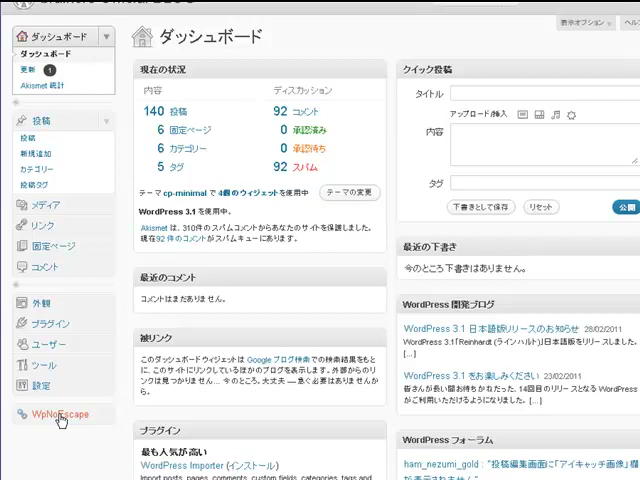 ダッシュボード
ダッシュボード
更新 1
Akismet 統計
投稿
投稿
新規追加
カテゴリー
投稿タグ
メディア
リンク
固定ページ
コメント
外観
プラグイン
ユーザー
ツール
設定
WpNoEscape
表示オプション
ヘル
ダッシュボード
現在の状況
内容
ディスカッション
140 投稿
92 コメント
6 固定ページ
0 承認済み
6 カテゴリー
0 承認待ち
5 タグ
92 スパム
テーマ cp-minimal で 4個のウィジェットを使用中
テーマの変更
WordPress 3.1 を使用中。
Akismet は、310件のスパムコメントからあなたのサイトを保護しました。
現在92 件のコメントがスパムキューにあります。
最近のコメント
コメントはまだありません。
被リンク
このダッシュボードウィジェットは Google ブログ検索 での検索結果をもと
に、このサイトにリンクしているほかのブログを表示します。外部からのリ
ンクは見つかりません… 今のところ。大丈夫 — 急ぐ必要はありませんか
ら。
プラグイン
最も人気が高い
WordPress Importer (インストール)
Import posts, pages, comments, custom fields, categories, tags and
クイック投稿
タイトル
アップロード/挿入
内容
タグ
下書きとして保存
リセット
公開
最近の下書き
今のところ下書きはありません。
WordPress 開発ブログ
WordPress 3.1 日本語版リリースのお知らせ 28/02/2011
WordPress 3.1「Reinhardt (ラインハルト)」日本語版をリリースしました。
[…]
WordPress 3.1 をお楽しみください 23/02/2011
皆さんが長い間お待ちかねだった、14回目のリリースとなる WordPress
がご利用いただけるようになりました。 […]
WordPress フォーラム
ham_nezumi_gold : "投稿編集画面に「アイキャッチ画像」欄
が表示されません"